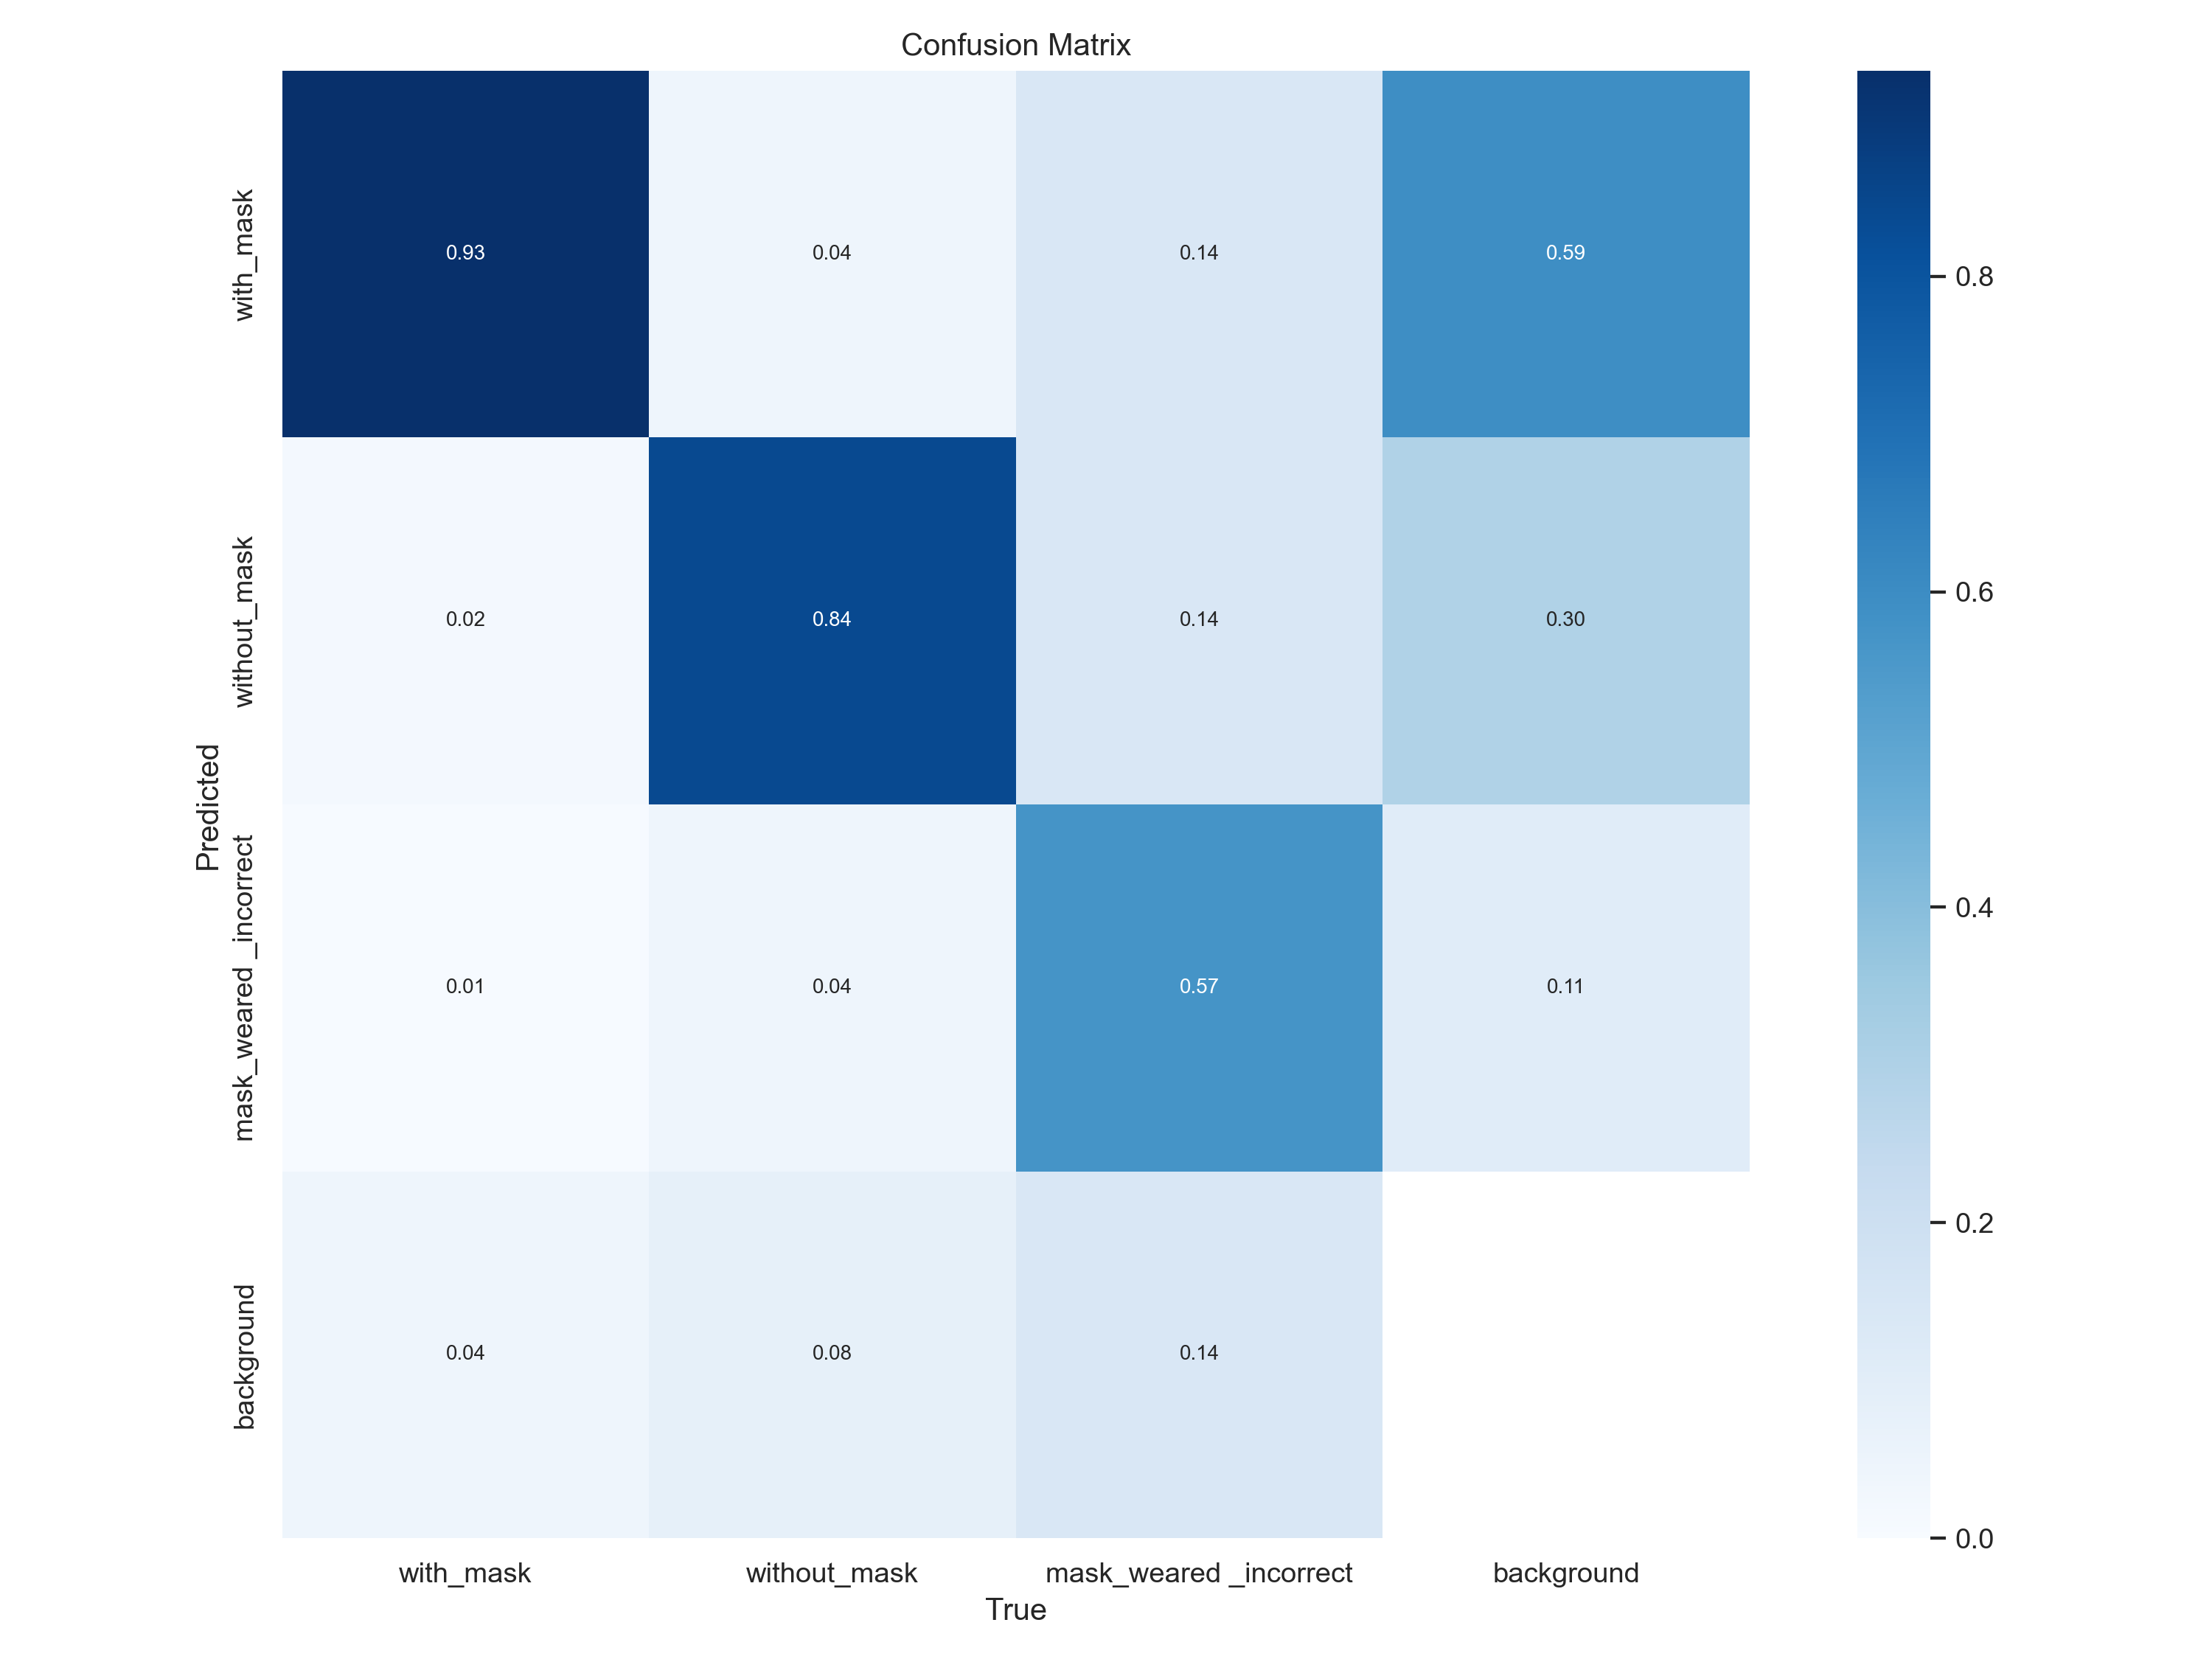 Confusion Matrix
with_mask
0.93
0.04
0.14
0.59
without_mask
0.02
0.84
0.14
0.30
mask_weared _incorrect
0.01
0.04
0.57
0.11
background
0.04
0.08
0.14
Predicted
with_mask
without_mask
mask_weared _incorrect
background
True
0.8
0.6
0.4
0.2
0.0